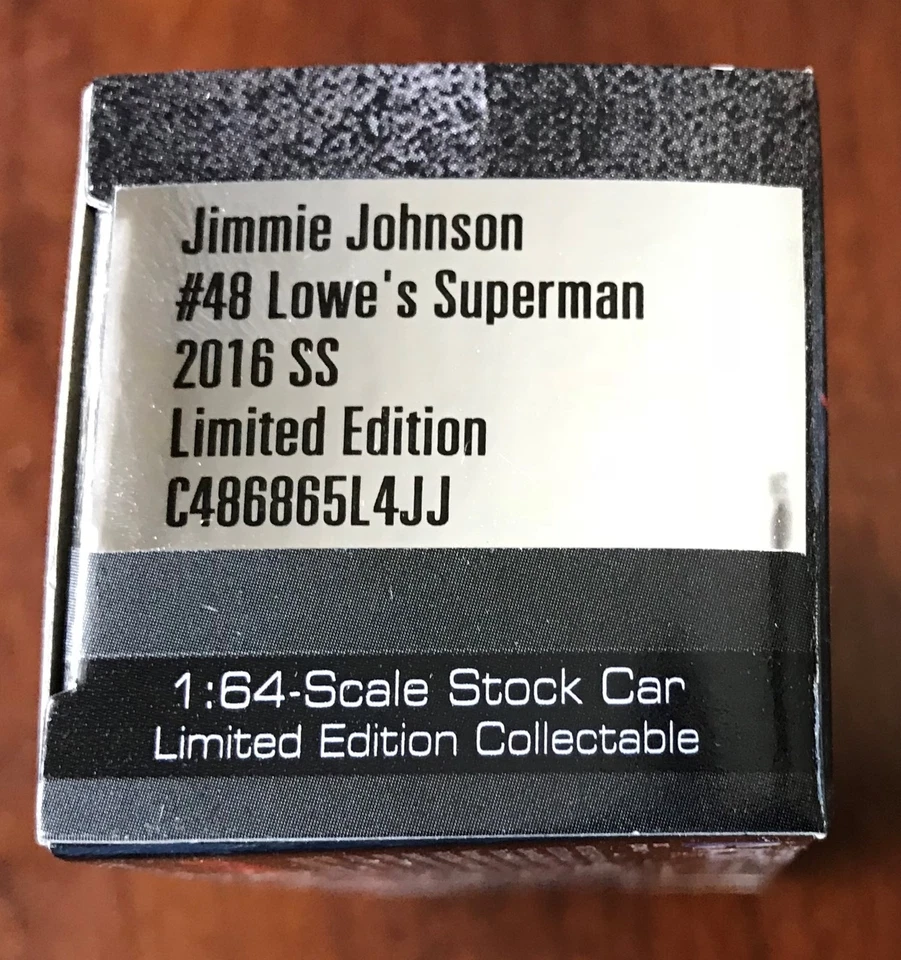 Jimmie Johnson
#48 Lowe's Superman
2016 SS
Limited Edition
C486865L4JJ
1:64-Scale Stock Car
Limited Edition Collectable